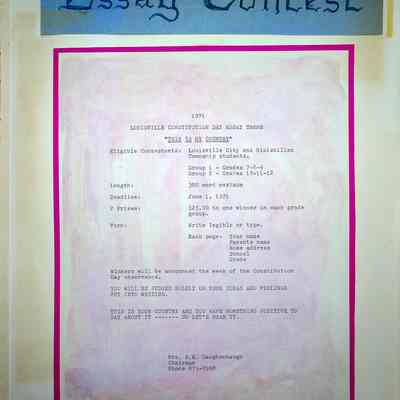 Essay Contest
1971
LOUISVILLE CONSTITUTION DAY ESSAY THEME
"THIS IS MY COUNTRY"
Eligible Contestants: Louisville City and
Township students.
Group 1 - Grades 7-8-9
Group 2 - Grades 10-11-12
Length: 300 word maximum
Deadline: June 1, 1971
Prizes: $25.00 to one winner in each grade
group.
Form: Write legible or type.
Each page: Your name
Parents name
Home address
School
Grade
Winners will be announced the week of the Constitution
Day observance.
YOU WILL BE JUDGED SOLELY ON YOUR IDEAS AND FEELINGS
PUT INTO WRITING.
THIS IS YOUR COUNTRY AND YOU HAVE SOMETHING POSITIVE TO
SAY ABOUT IT ------- SO LET'S HEAR IT.
Mrs.
Chairman
Phone